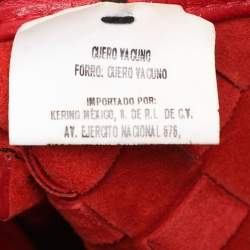 CUERO VACUNO
FORRO: CUERO VACUNO
IMPORTADO POR:
KERING MÉXICO, S. DE R.L DE C.V.
AV. EJERCITO NACIONAL 875,